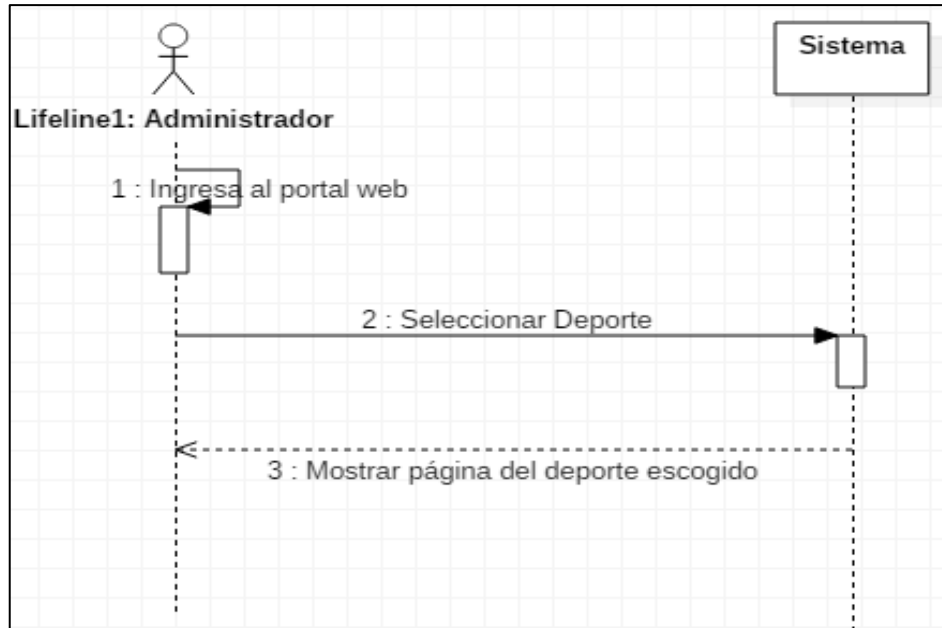 Sistema
Lifeline1: Administrador
1 : Ingresa al portal web
2 : Seleccionar Deporte
3 : Mostrar página del deporte escogido